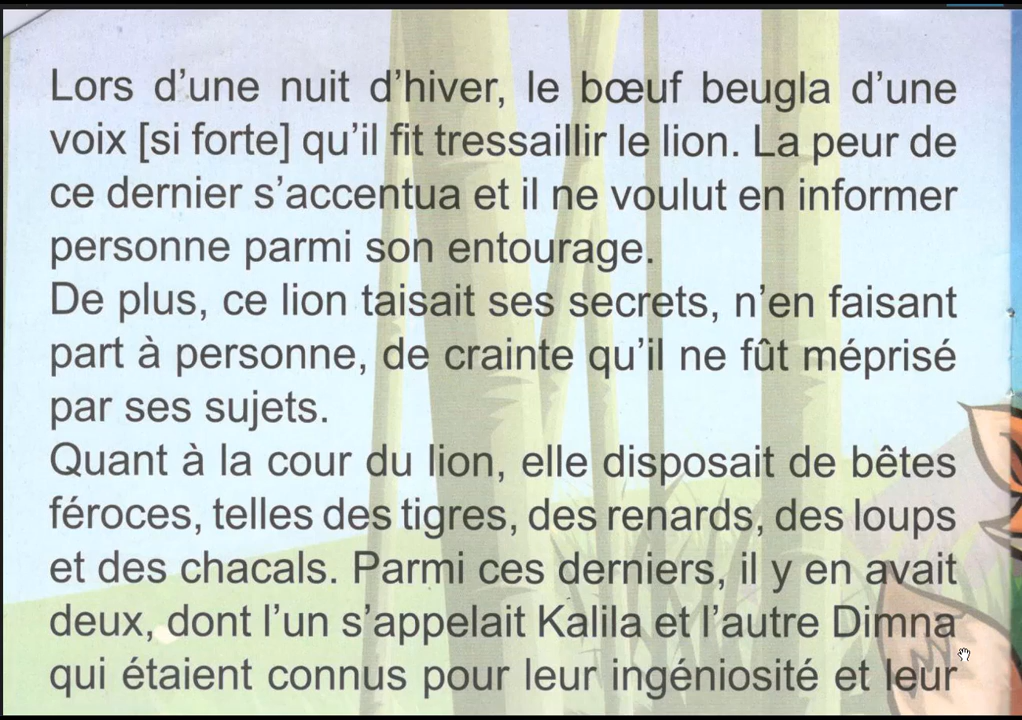 Lors d’une nuit d’hiver, le bœuf beugla d’une
voix [si forte] qu’il fit tressaillir le lion. La peur de
ce dernier s’accentua et il ne voulut en informer
personne parmi son entourage.
De plus, ce lion taisait ses secrets, n’en faisant
part à personne, de crainte qu’il ne fût méprisé
par ses sujets.
Quant à la cour du lion, elle disposait de bêtes
féroces, telles des tigres, des renards, des loups
et des chacals. Parmi ces derniers, il y en avait
deux, dont l’un s’appelait Kalila et l’autre Dimna
qui étaient connus pour leur ingéniosité et leur